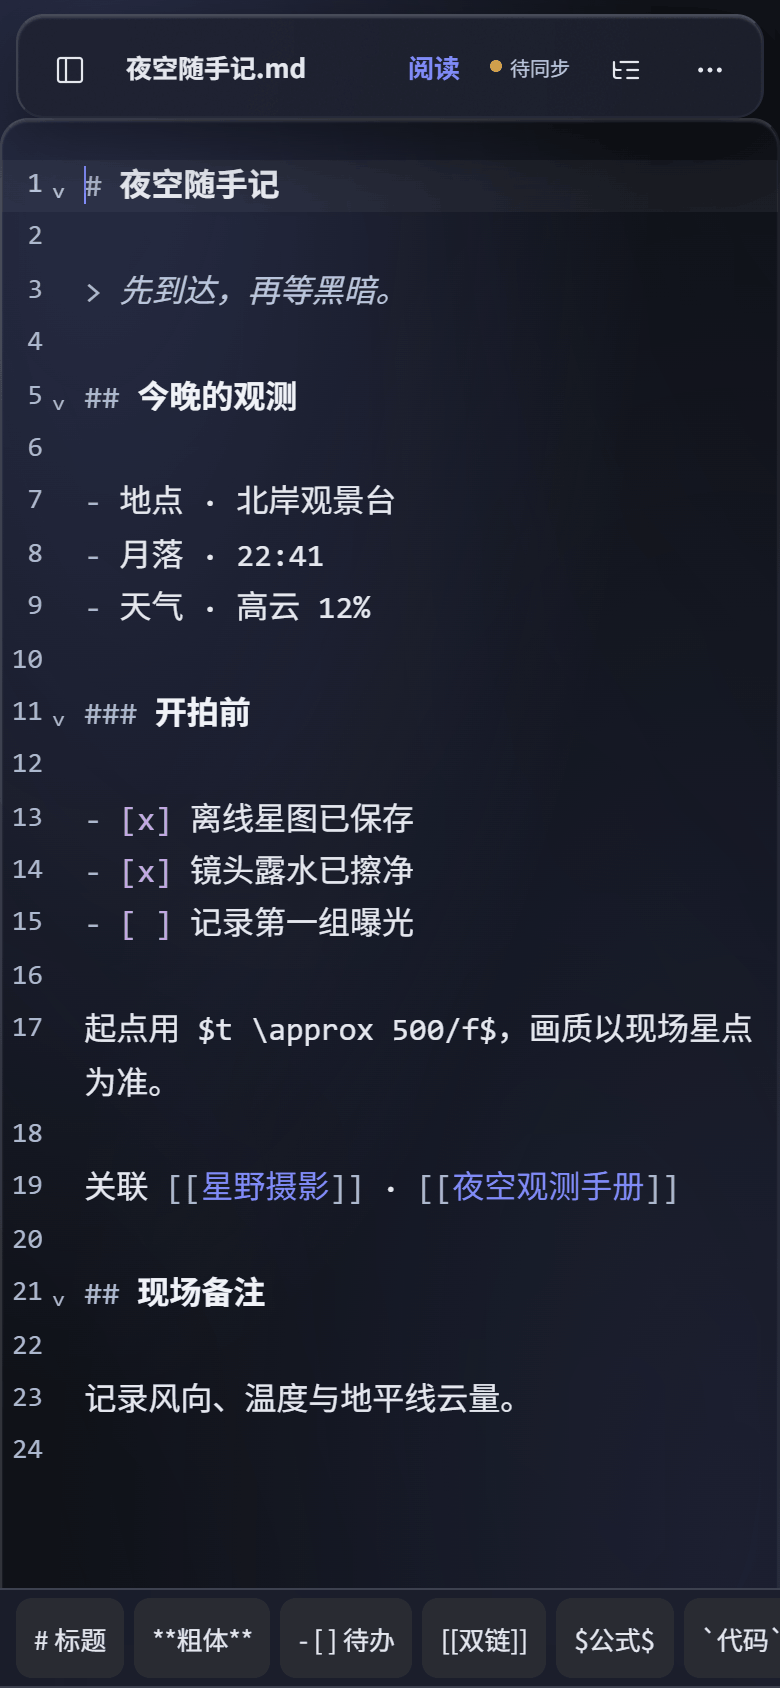 夜空随手记.md 阅读 待同步
1 # 夜空随手记
2
3 > 先到达，再等黑暗。
4
5 ## 今晚的观测
6
7 - 地点 · 北岸观景台
8 - 月落 · 22:41
9 - 天气 · 高云 12%
10
11 ### 开拍前
12
13 - [x] 离线星图已保存
14 - [x] 镜头露水已擦净
15 - [ ] 记录第一组曝光
16
17 起点用 $t \approx 500/f$，画质以现场星点
为准。
18
19 关联 [[星野摄影]] · [[夜空观测手册]]
20
21 ## 现场备注
22
23 记录风向、温度与地平线云量。
24
# 标题 **粗体** - [ ] 待办 [[双链]] $公式$ `代码`